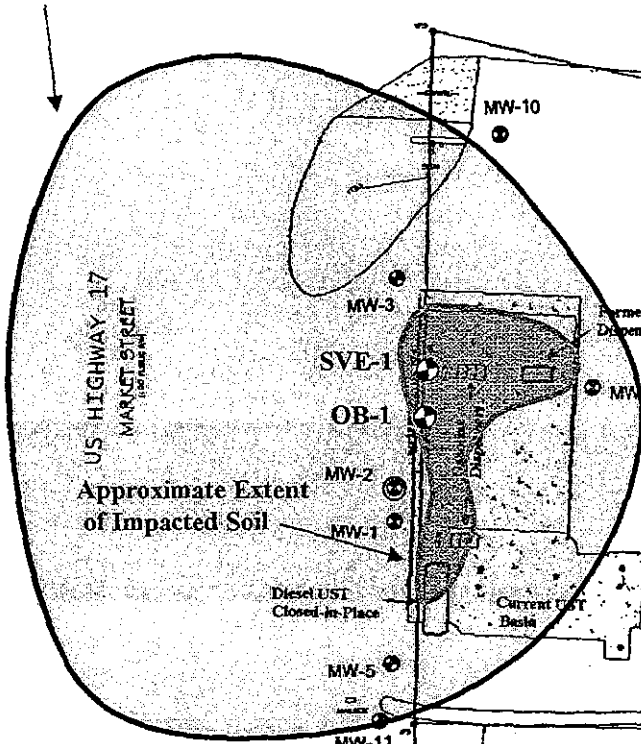 MW-10
US HIGHWAY 17
MARKET STREET
MW-3
SVE-1
OB-1
MW-2
Approximate Extent
of Impacted Soil
MW-1
Diesel UST
Closed-in-Place
Current UST
Basin
MW-5
MW-11